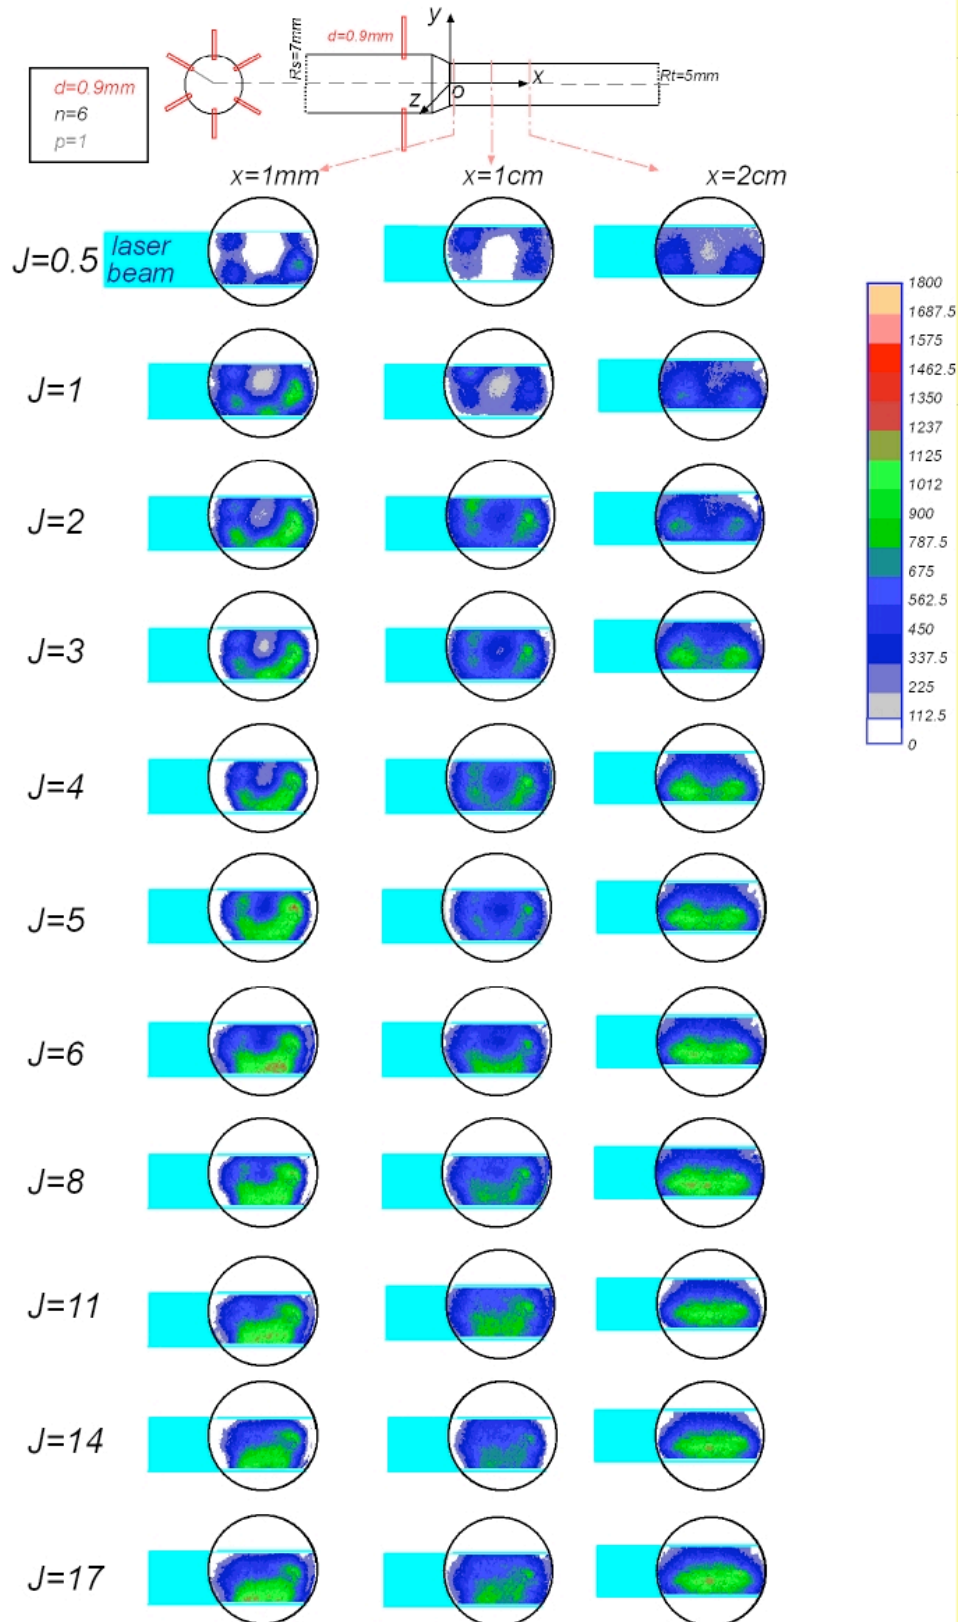 y
d=0.9mm
Rs=7mm
x
Rt=5mm
o
z
d=0.9mm
n=6
p=1
x=1mm
x=1cm
x=2cm
J=0.5
laser
beam
J=1
J=2
J=3
J=4
J=5
J=6
J=8
J=11
J=14
J=17
1800
1687.5
1575
1462.5
1350
1237
1125
1012
900
787.5
675
562.5
450
337.5
225
112.5
0